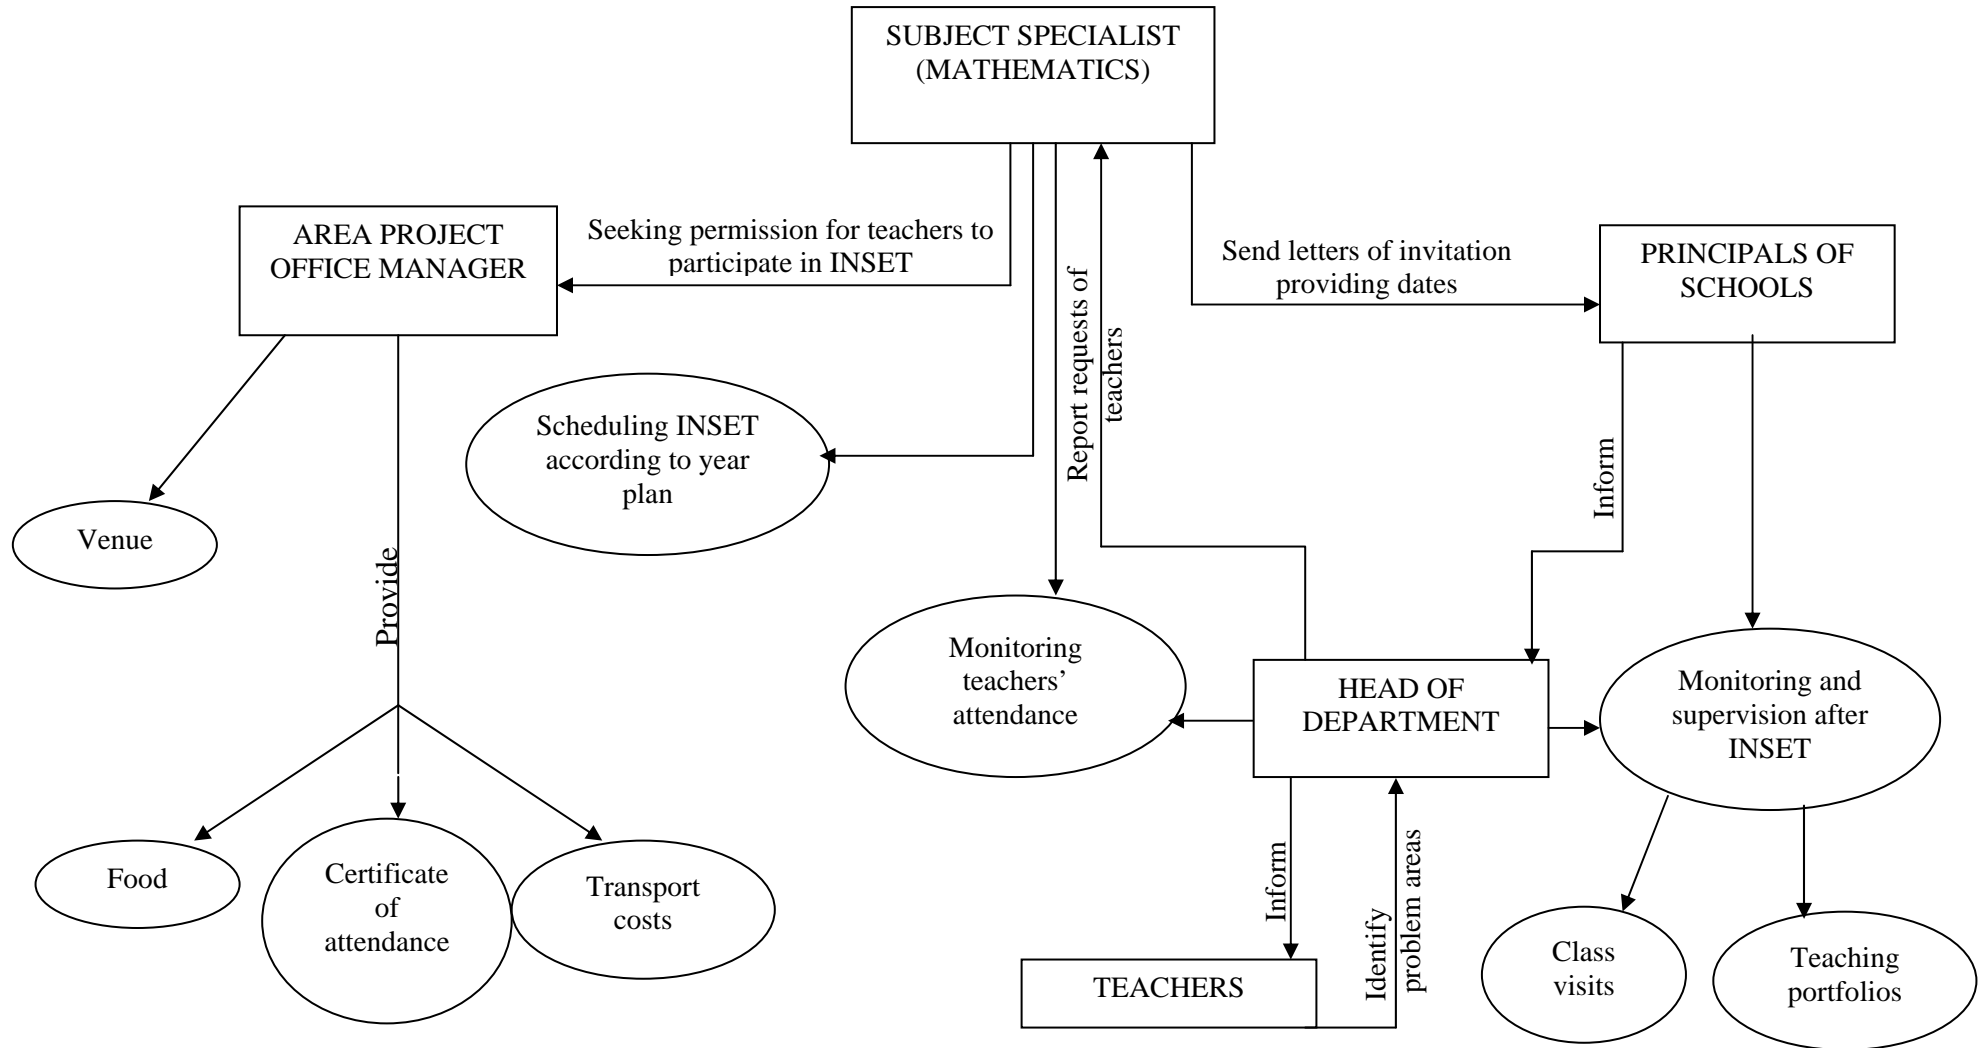 SUBJECT SPECIALIST
(MATHEMATICS)
AREA PROJECT
OFFICE MANAGER
Seeking permission for teachers to
participate in INSET
Send letters of invitation
providing dates
PRINCIPALS OF
SCHOOLS
Report requests of
teachers
Scheduling INSET
according to year
plan
Inform
Venue
Provide
Monitoring
teachers’
attendance
HEAD OF
DEPARTMENT
Monitoring and
supervision after
INSET
Food
Certificate
of
attendance
Transport
costs
Inform
Identify
problem areas
TEACHERS
Class
visits
Teaching
portfolios